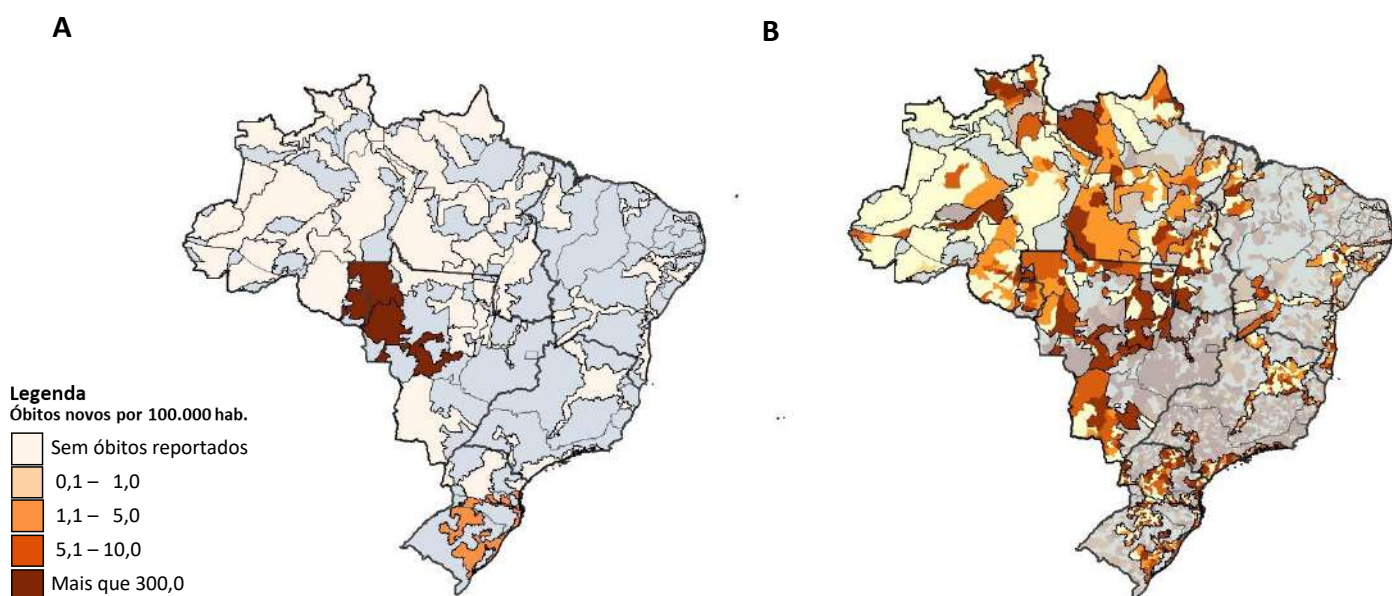 A
B
Legenda
Óbitos novos por 100.000 hab.
Sem óbitos reportados
0,1 – 1,0
1,1 – 5,0
5,1 – 10,0
Mais que 300,0